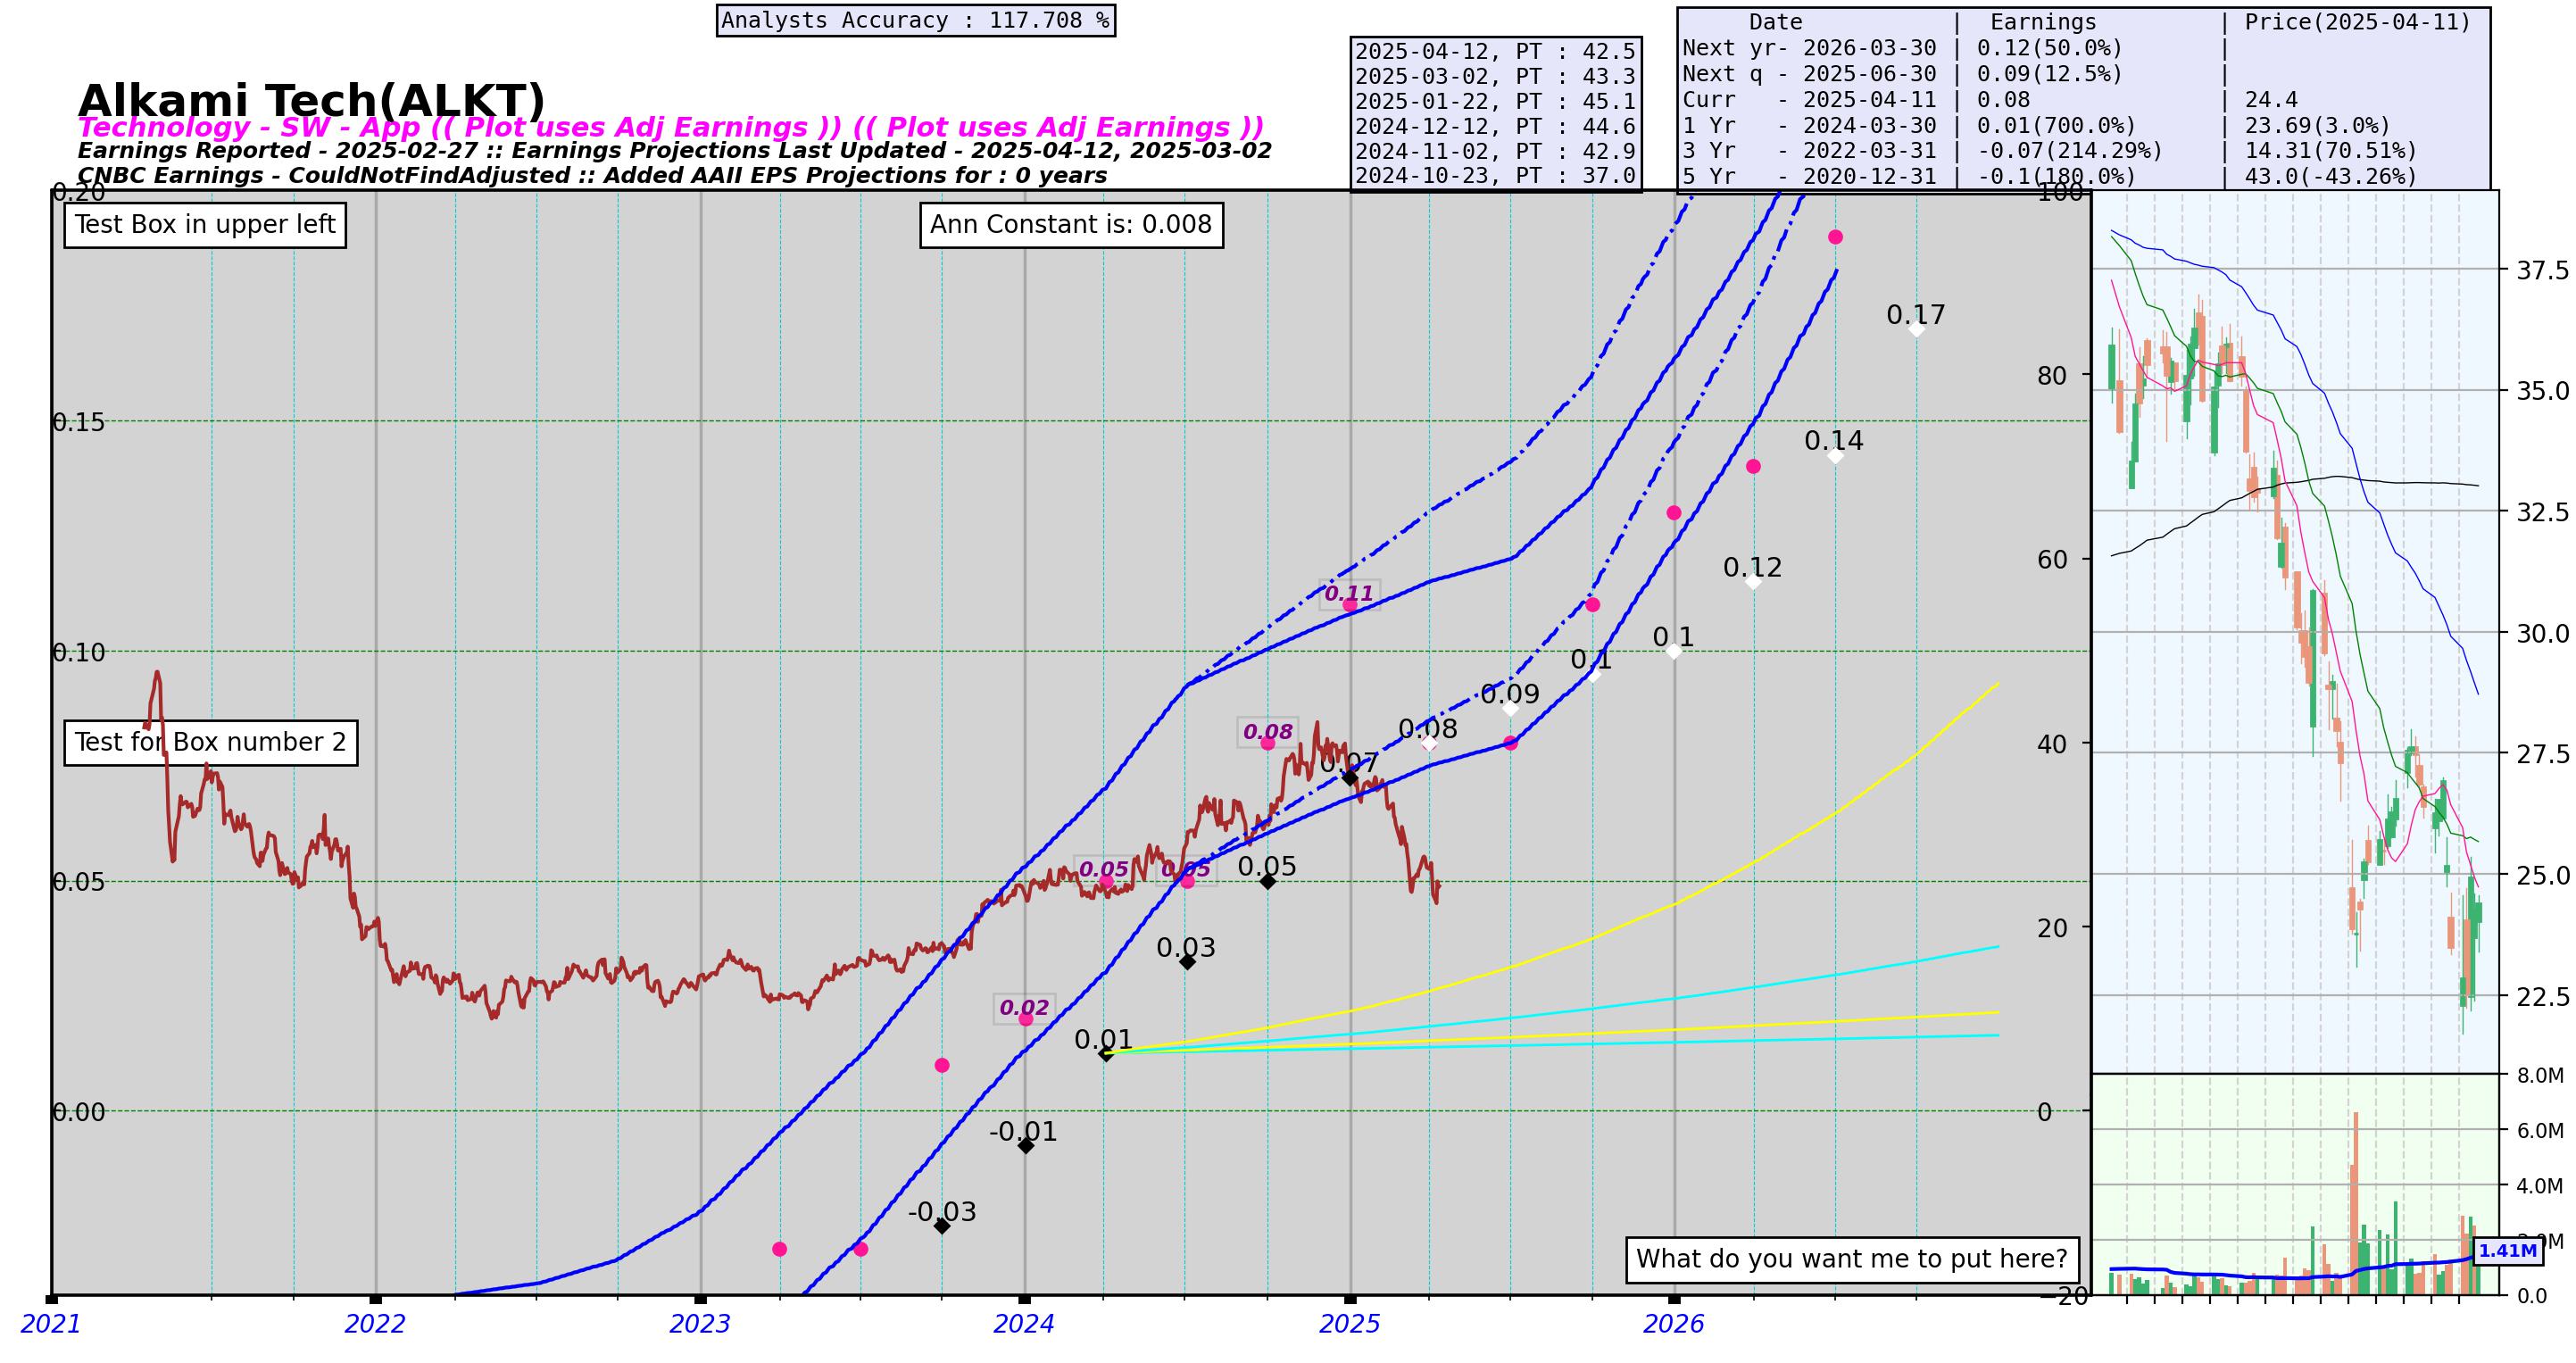 Analysts Accuracy : 117.708 %
Alkami Tech(ALKT)
Technology - SW - App (( Plot uses Adj Earnings )) (( Plot uses Adj Earnings ))
Earnings Reported - 2025-02-27 :: Earnings Projections Last Updated - 2025-04-12, 2025-03-02
CNBC Earnings - CouldNotFindAdjusted :: Added AAII EPS Projections for : 0 years
2025-04-12, PT : 42.5
2025-03-02, PT : 43.3
2025-01-22, PT : 45.1
2024-12-12, PT : 44.6
2024-11-02, PT : 42.9
2024-10-23, PT : 37.0
Date | Earnings | Price(2025-04-11)
Next yr- 2026-03-30 | 0.12(50.0%) |
Next q - 2025-06-30 | 0.09(12.5%) |
Curr - 2025-04-11 | 0.08 | 24.4
1 Yr - 2024-03-30 | 0.01(700.0%) | 23.69(3.0%)
3 Yr - 2022-03-31 | -0.07(214.29%) | 14.31(70.51%)
5 Yr - 2020-12-31 | -0.1(180.0%) | 43.0(-43.26%)
Test Box in upper left
Ann Constant is: 0.008
Test for Box number 2
What do you want me to put here?
0.20
0.15
0.10
0.05
0.00
-0.03
-0.01
0.02
0.01
0.05
0.03
0.05
0.08
0.05
0.11
0.07
0.08
0.09
0.1
0.1
0.12
0.14
0.17
100
80
60
40
20
0
−20
37.5
35.0
32.5
30.0
27.5
25.0
22.5
8.0M
6.0M
4.0M
2.0M
1.41M
0.0
2021
2022
2023
2024
2025
2026